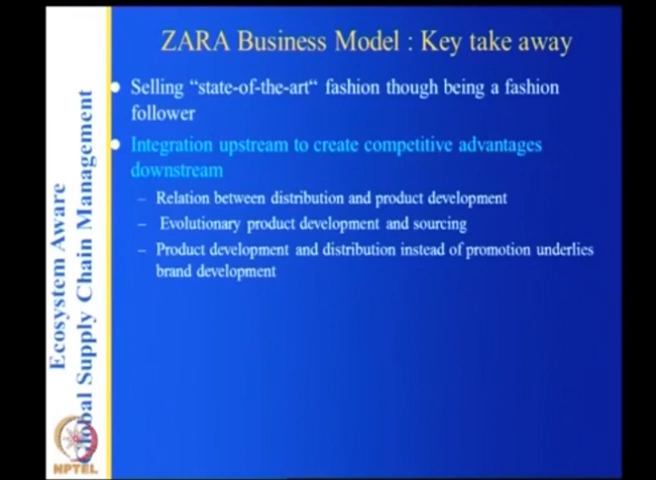 ZARA Business Model : Key take away
Selling “state-of-the-art“ fashion though being a fashion
follower
Integration upstream to create competitive advantages
downstream
– Relation between distribution and product development
– Evolutionary product development and sourcing
– Product development and distribution instead of promotion underlies
brand development
Ecosystem Aware
Global Supply Chain Management
NPTEL